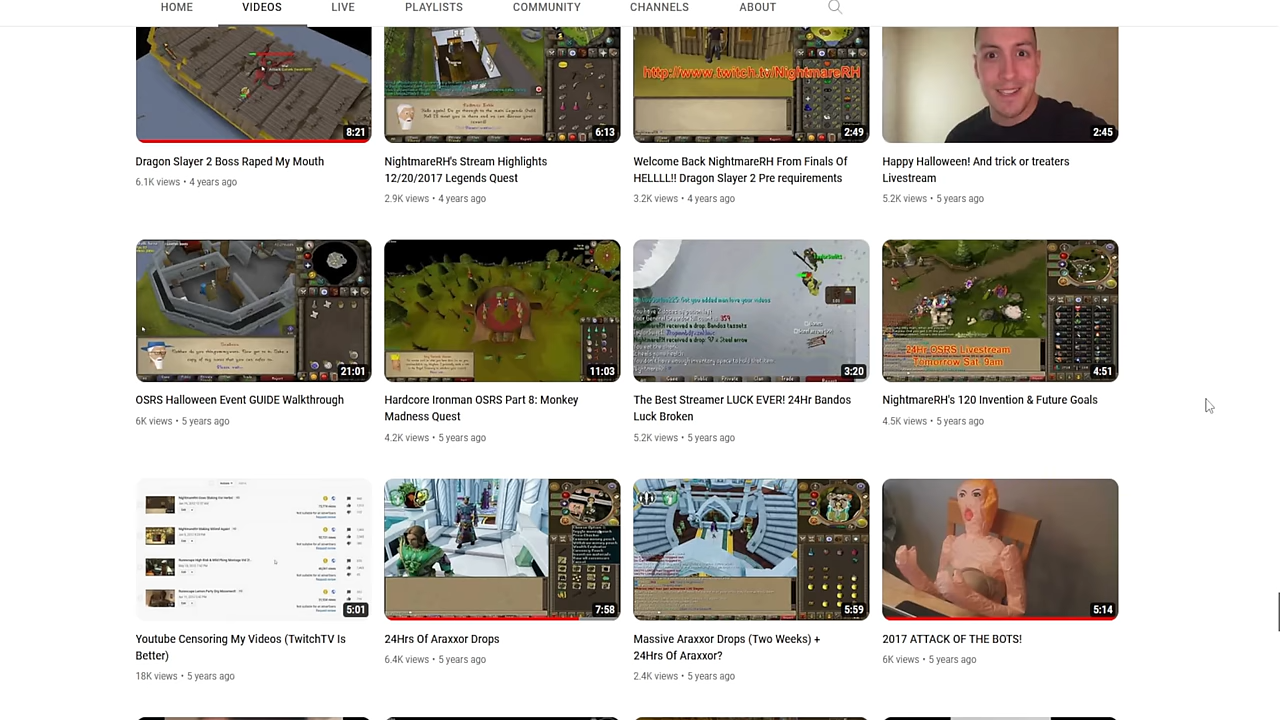 HOME VIDEOS LIVE PLAYLISTS COMMUNITY CHANNELS ABOUT
http://www.twitch.tv/NightmareRH
8:21
6:13
2:49
2:45
Dragon Slayer 2 Boss Raped My Mouth
6.1K views • 4 years ago
NightmareRH's Stream Highlights
12/20/2017 Legends Quest
2.9K views • 4 years ago
Welcome Back NightmareRH From Finals Of
HELLLL!! Dragon Slayer 2 Pre requirements
3.2K views • 4 years ago
Happy Halloween! And trick or treaters
Livestream
5.2K views • 5 years ago
24Hr OSRS Livestream
Tomorrow Sat. 9am
21:01
11:03
3:20
4:51
OSRS Halloween Event GUIDE Walkthrough
6K views • 5 years ago
Hardcore Ironman OSRS Part 8: Monkey
Madness Quest
4.2K views • 5 years ago
The Best Streamer LUCK EVER! 24Hr Bandos
Luck Broken
5.2K views • 5 years ago
NightmareRH's 120 Invention & Future Goals
4.5K views • 5 years ago
5:01
7:58
5:59
5:14
Youtube Censoring My Videos (TwitchTV Is
Better)
18K views • 5 years ago
24Hrs Of Araxxor Drops
6.4K views • 5 years ago
Massive Araxxor Drops (Two Weeks) +
24Hrs Of Araxxor?
2.4K views • 5 years ago
2017 ATTACK OF THE BOTS!
6K views • 5 years ago